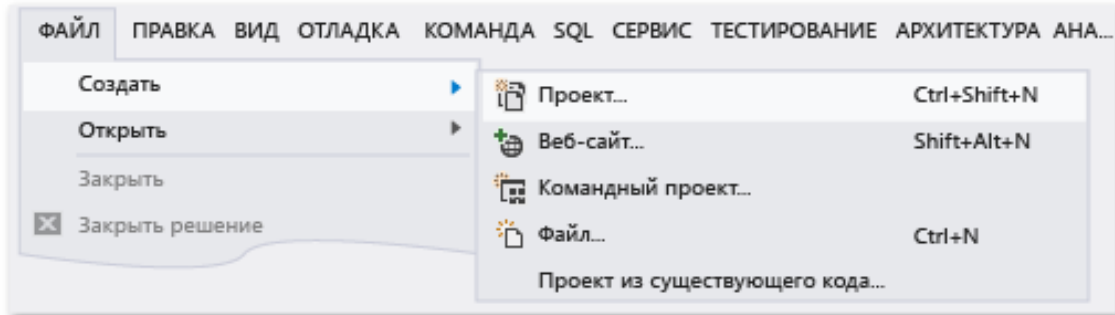 ФАЙЛ ПРАВКА ВИД ОТЛАДКА КОМАНДА SQL СЕРВИС ТЕСТИРОВАНИЕ АРХИТЕКТУРА АНА...
Создать
Проект... Ctrl+Shift+N
Открыть
Веб-сайт... Shift+Alt+N
Закрыть
Командный проект...
Закрыть решение
Файл... Ctrl+N
Проект из существующего кода...